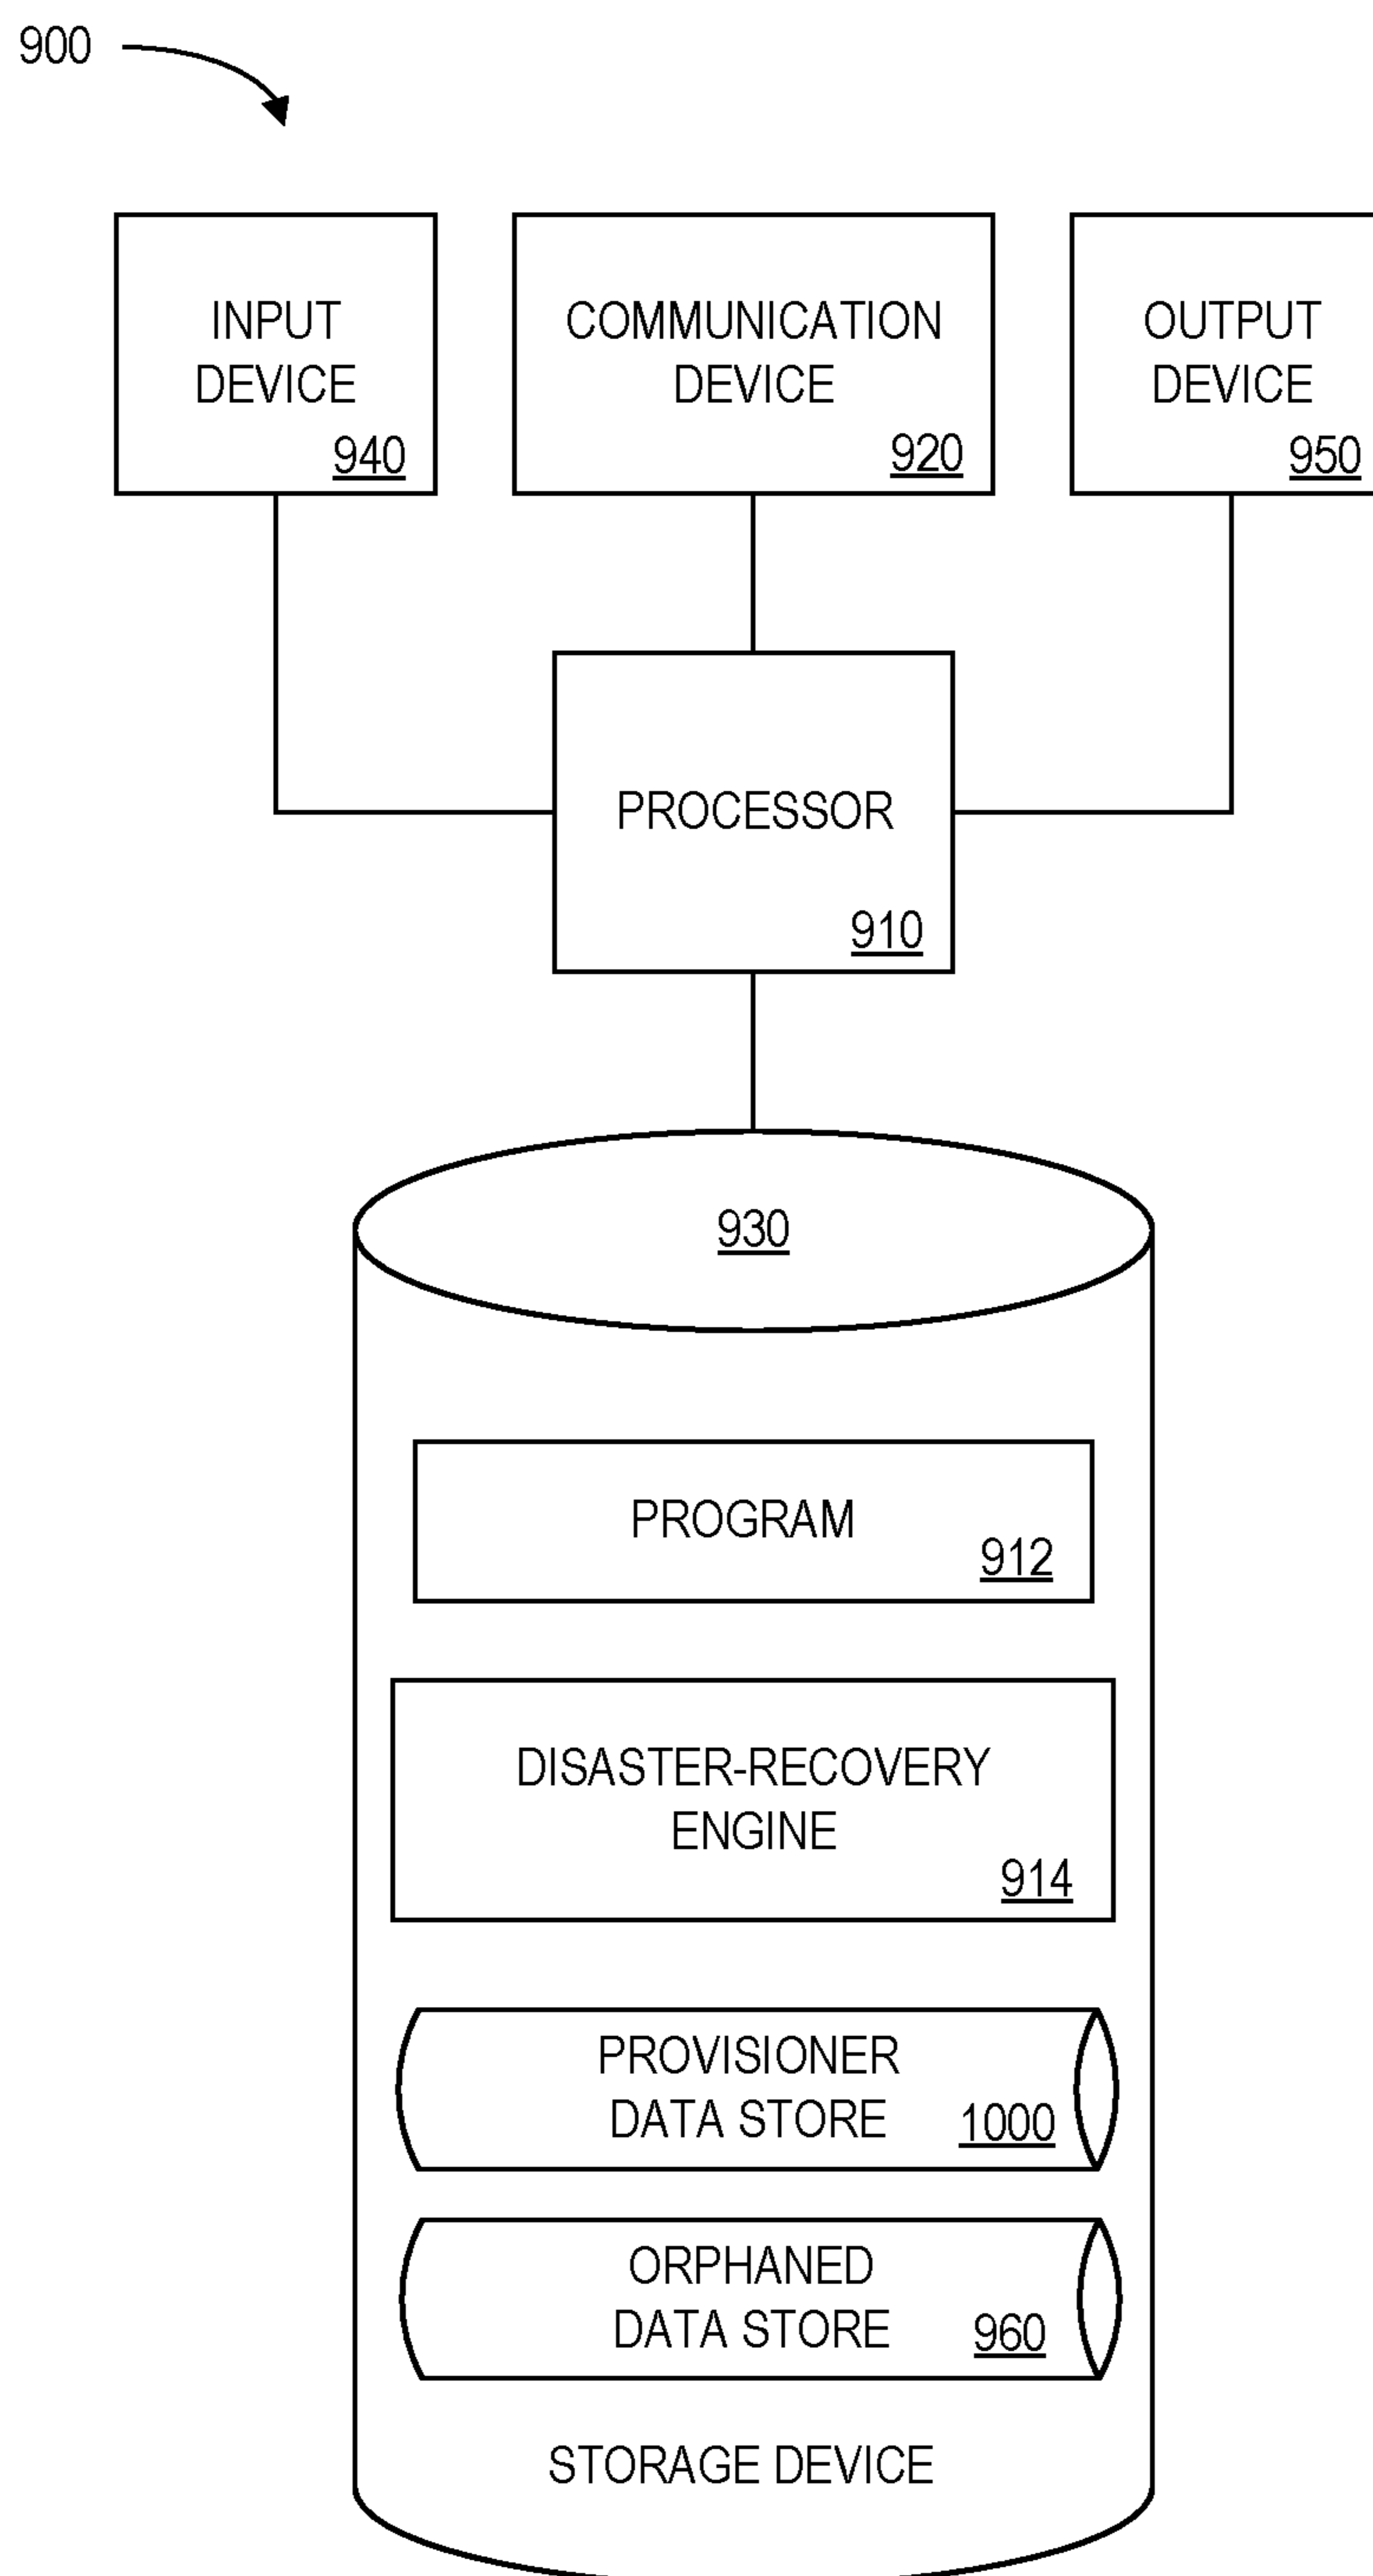 900
INPUT
DEVICE
940
COMMUNICATION
DEVICE
920
OUTPUT
DEVICE
950
PROCESSOR
910
930
PROGRAM
912
DISASTER-RECOVERY
ENGINE
914
PROVISIONER
DATA STORE
1000
ORPHANED
DATA STORE
960
STORAGE DEVICE